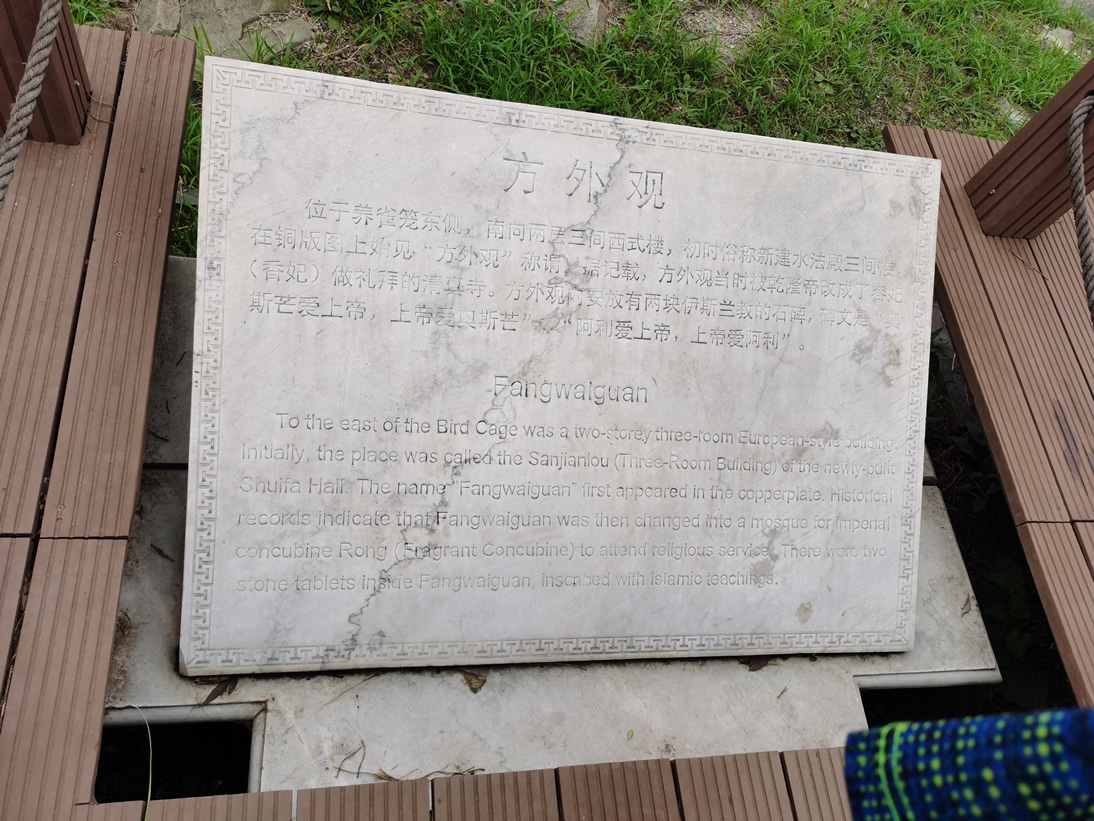 方外观
位于养雀笼东侧，南向两层三间西式楼，初时俗称新建水法殿三间楼。
在铜版图上始见“方外观”称谓。据记载，方外观当时被乾隆帝改成了容妃
（香妃）做礼拜的清真寺。方外观内安放有两块伊斯兰教的石碑，碑文是
斯芒爱上帝，上帝爱奥斯芒” “阿利爱上帝，上帝爱阿利”。
Fangwaiguan
To the east of the Bird Cage was a two-storey three-room European-style building.
Initially, the place was called the Sanjianlou (Three-Room Building) of the newly-built
Shuifa Hall. The name “Fangwaiguan” first appeared in the copperplate. Historical
records indicate that Fangwaiguan was then changed into a mosque for imperial
concubine Rong (Fragrant Concubine) to attend religious service. There were two
stone tablets inside Fangwaiguan, inscribed with Islamic teachings.